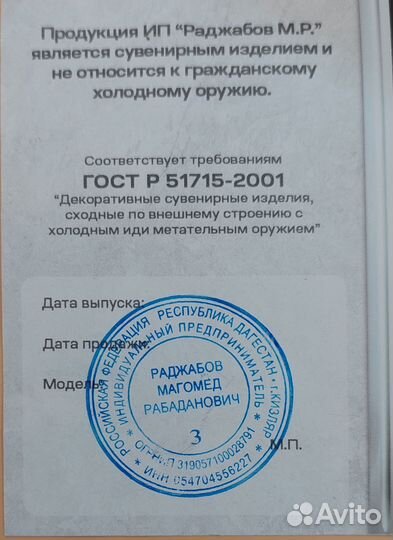 Продукция ИП “Раджабов М.Р.”
является сувенирным изделием и
не относится к гражданскому
холодному оружию.
Соответствует требованиям
ГОСТ Р 51715-2001
“Декоративные сувенирные изделия,
сходные по внешнему строению с
холодным иди метательным оружием”
Дата выпуска:
Дата продажи:
Модель:
РОССИЙСКАЯ ФЕДЕРАЦИЯ РЕСПУБЛИКА ДАГЕСТАН • г.КИЗЛЯР
* ИНДИВИДУАЛЬНЫЙ ПРЕДПРИНИМАТЕЛЬ *
РАДЖАБОВ
МАГОМЕД
РАБАДАНОВИЧ
3
ОГРНИП 319057100028791
* ИНН 054704556227 *
М.П.
Avito